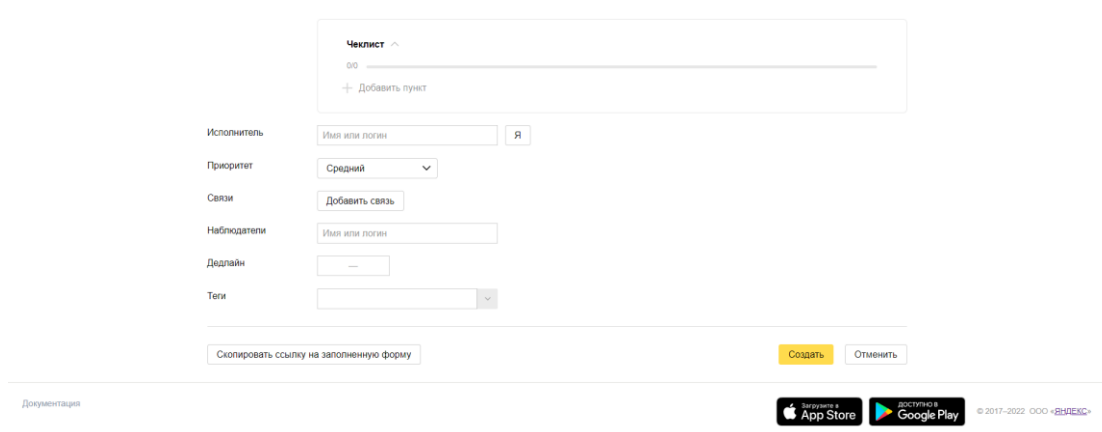 Чеклист
0/0
Добавить пункт
Исполнитель
Имя или логин
Я
Приоритет
Средний
Связи
Добавить связь
Наблюдатели
Имя или логин
Дедлайн
—
Теги
Скопировать ссылку на заполненную форму
Создать
Отменить
Документация
Загрузите в
App Store
ДОСТУПНО В
Google Play
© 2017–2022 ООО «ЯНДЕКС»